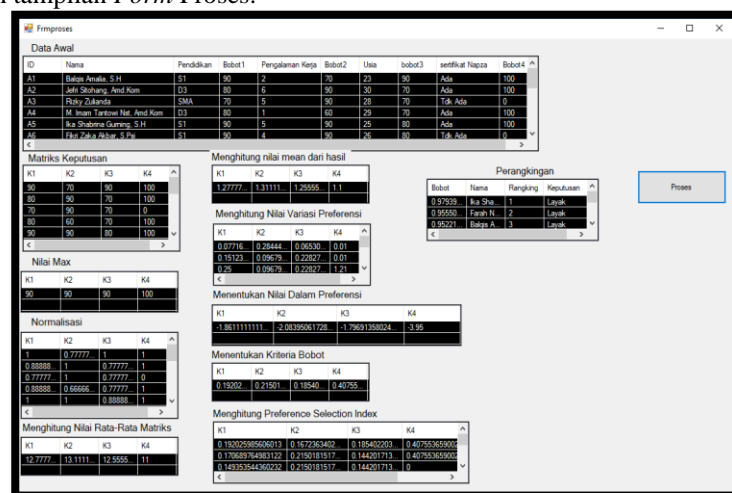 tampilan Form Proses.
Frmproses
Data Awal
ID Nama Pendidikan Bobot1 Pengalaman Kerja Bobot2 Usia bobot3 sertifikat Napza Bobot4
A1 Balqis Amalia, S.H S1 90 2 70 23 90 Ada 100
A2 Jefri Sitohang, Amd.Kom D3 80 6 90 30 70 Ada 100
A3 Rizky Zulianda SMA 70 5 90 28 70 Tdk Ada 0
A4 M. Imam Tantowi Nst, Amd.Kom D3 80 1 60 29 70 Ada 100
A5 Ika Shabrina Gurning, S.H S1 90 5 90 25 80 Ada 100
A6 Fikri Zaka Akbar, S.Psi S1 90 4 90 26 80 Tdk Ada 0
Matriks Keputusan
K1 K2 K3 K4
90 70 90 100
80 90 70 100
70 90 70 0
80 60 70 100
90 90 80 100
Nilai Max
K1 K2 K3 K4
90 90 90 100
Normalisasi
K1 K2 K3 K4
1 0.77777... 1 1
0.88888... 1 0.77777... 1
0.77777... 1 0.77777... 0
0.88888... 0.66666... 0.77777... 1
1 1 0.88888... 1
Menghitung Nilai Rata-Rata Matriks
K1 K2 K3 K4
12.7777... 13.1111... 12.5555... 11
Menghitung nilai mean dari hasil
K1 K2 K3 K4
1.27777... 1.31111... 1.25555... 1.1
Menghitung Nilai Variasi Preferensi
K1 K2 K3 K4
0.07716... 0.28444... 0.06530... 0.01
0.15123... 0.09679... 0.22827... 0.01
0.25 0.09679... 0.22827... 1.21
Menentukan Nilai Dalam Preferensi
K1 K2 K3 K4
-1.8611111111... -2.08395061728... -1.79691358024... -3.95
Menentukan Kriteria Bobot
K1 K2 K3 K4
0.19202... 0.21501... 0.18540... 0.40755...
Menghitung Preference Selection Index
K1 K2 K3 K4
0.192025985606013 0.1672363402... 0.185402203... 0.40755365900
0.170689764983122 0.2150181517... 0.144201713... 0.40755365900
0.149353544360232 0.2150181517... 0.144201713... 0
Perangkingan
Bobot Nama Rangking Keputusan
0.97939... Ika Sha... 1 Layak
0.95550... Farah N... 2 Layak
0.95221... Balqis A... 3 Layak
Proses